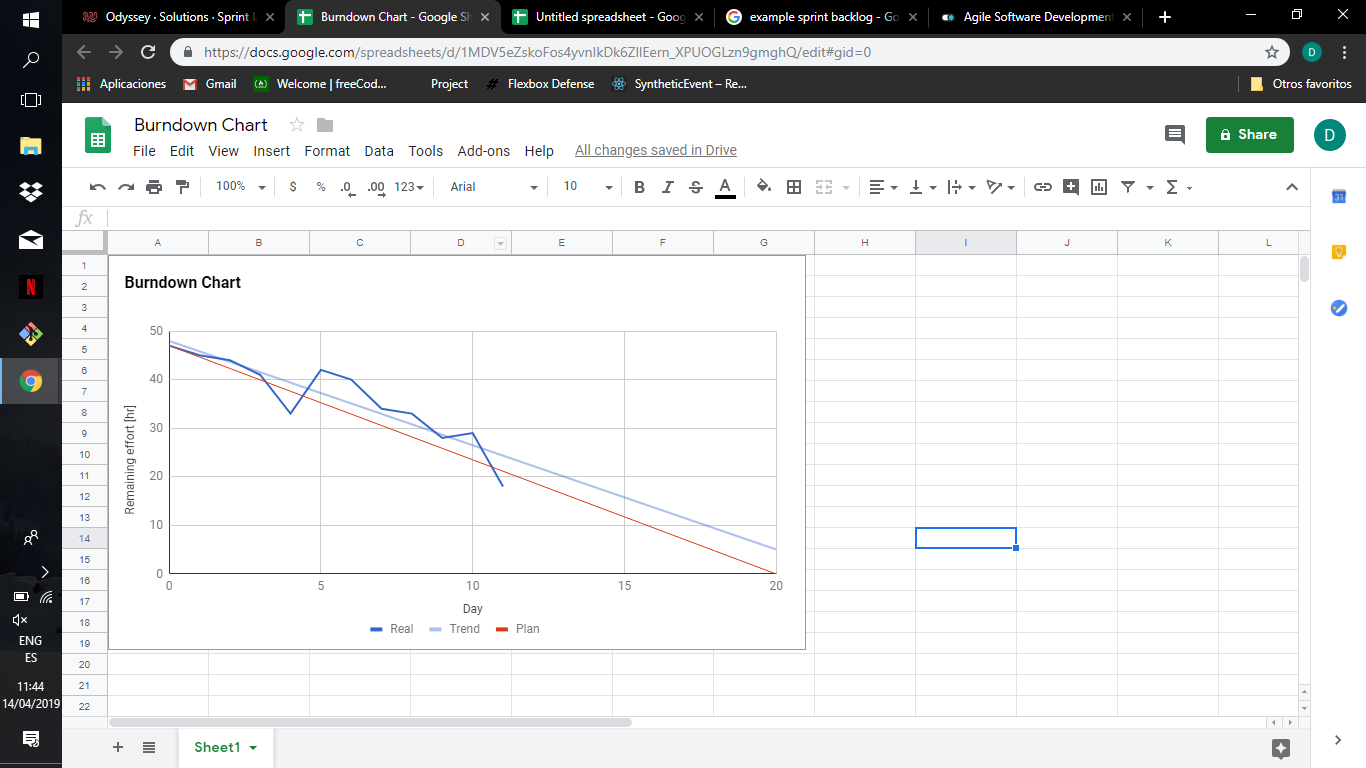 Odyssey · Solutions · Sprint
Burndown Chart - Google Sh
Untitled spreadsheet - Goog
example sprint backlog - Go
Agile Software Development
https://docs.google.com/spreadsheets/d/1MDV5eZskoFos4yvnIkDk6ZIlEern_XPUOGLzn9gmghQ/edit#gid=0
D
Aplicaciones
Gmail
Welcome | freeCod...
Project
Flexbox Defense
SyntheticEvent – Re...
Otros favoritos
Burndown Chart
File Edit View Insert Format Data Tools Add-ons Help All changes saved in Drive
Share
D
100% $ % .0 .00 123 Arial 10 B I S A
fx
31
A B C D E F G H I J K L
1
2
3
4
5
6
7
8
9
10
11
12
13
14
15
16
17
18
19
20
21
22
Burndown Chart
Remaining effort [hr]
50
40
30
20
10
0
0 5 10 15 20
Day
Real Trend Plan
N
ENG
ES
11:44
14/04/2019
Sheet1